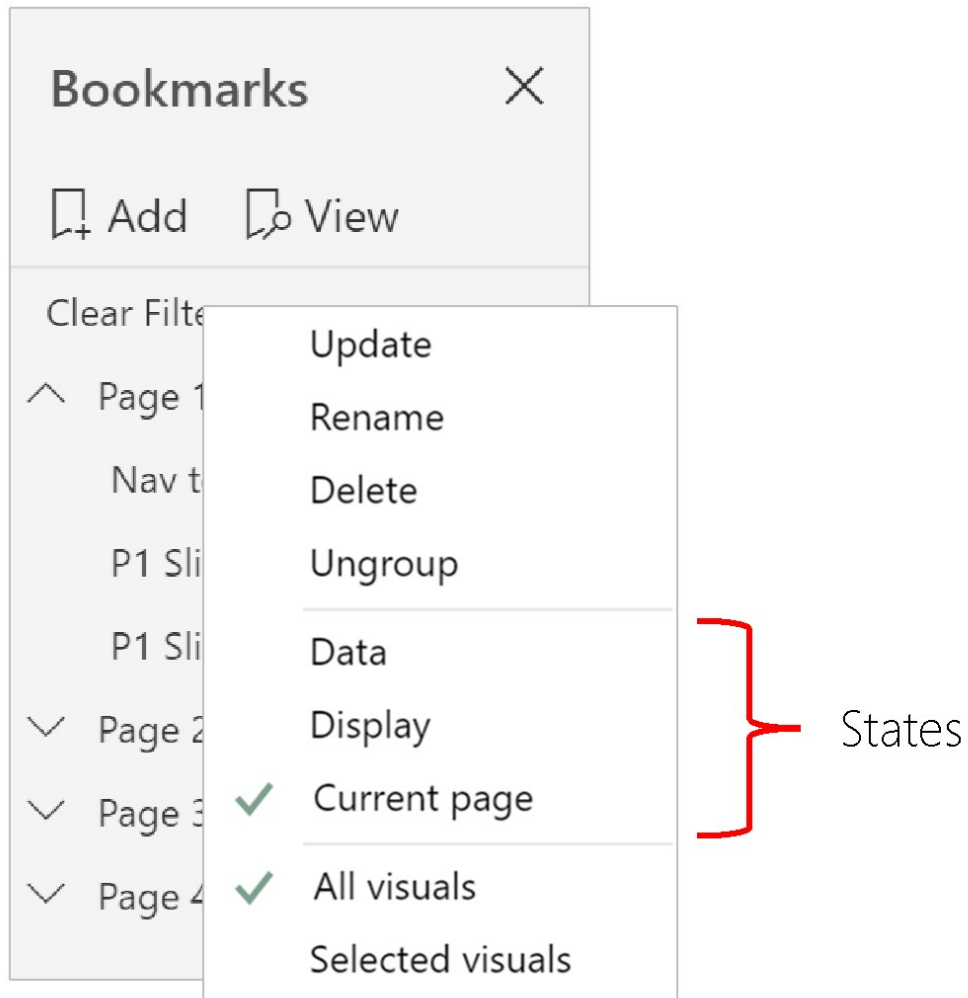 Bookmarks
Add View
Clear Filte
Page 1
Nav t
P1 Sli
P1 Sli
Page 2
Page 3
Page 4
Update
Rename
Delete
Ungroup
Data
Display
Current page
All visuals
Selected visuals
States